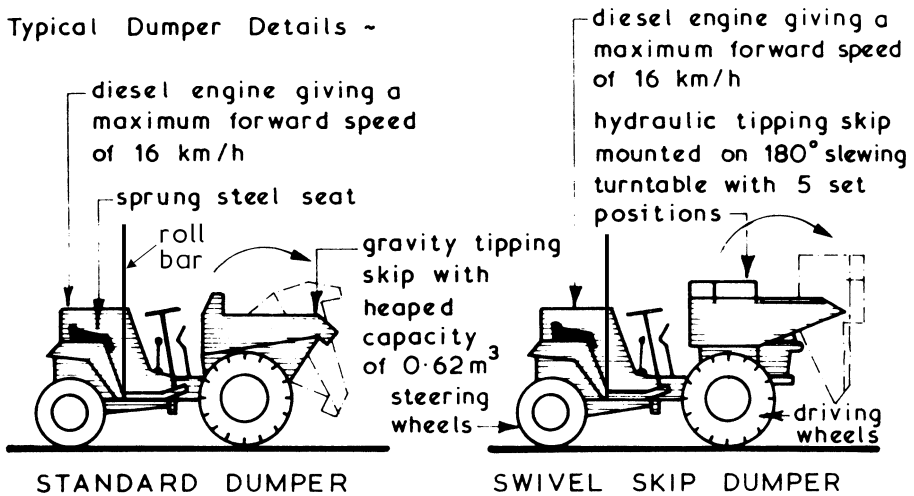 Typical Dumper Details ~
diesel engine giving a
maximum forward speed
of 16 km/h
sprung steel seat
roll
bar
gravity tipping
skip with
heaped
capacity
of 0·62m³
steering
wheels
STANDARD DUMPER
diesel engine giving a
maximum forward speed
of 16 km/h
hydraulic tipping skip
mounted on 180° slewing
turntable with 5 set
positions
driving
wheels
SWIVEL SKIP DUMPER